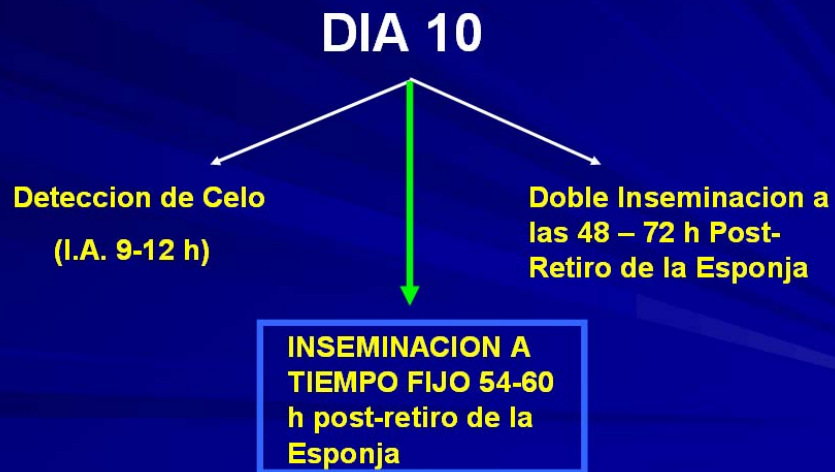 DIA 10
Deteccion de Celo
(I.A. 9-12 h)
Doble Inseminacion a
las 48 – 72 h Post-
Retiro de la Esponja
INSEMINACION A
TIEMPO FIJO 54-60
h post-retiro de la
Esponja